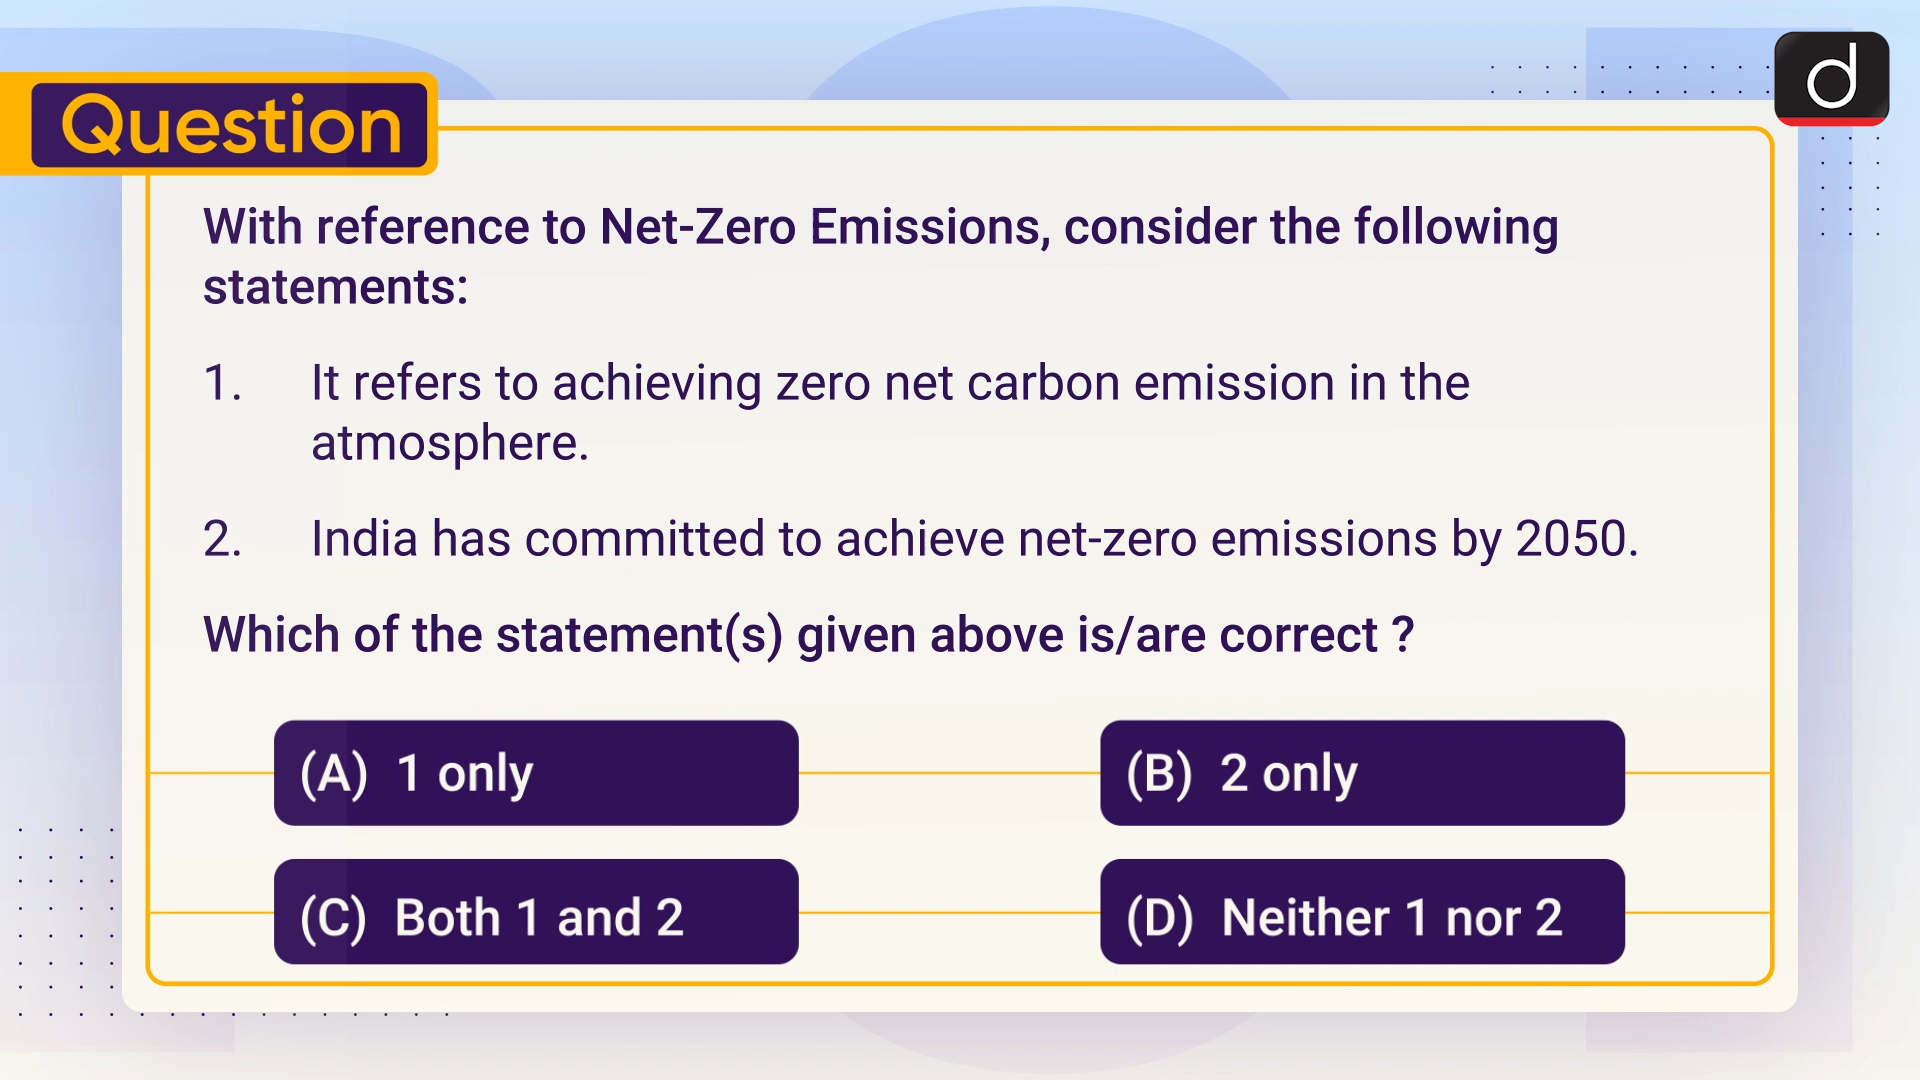 Question
d
With reference to Net-Zero Emissions, consider the following
statements:
1. It refers to achieving zero net carbon emission in the
atmosphere.
2. India has committed to achieve net-zero emissions by 2050.
Which of the statement(s) given above is/are correct ?
(A) 1 only
(B) 2 only
(C) Both 1 and 2
(D) Neither 1 nor 2